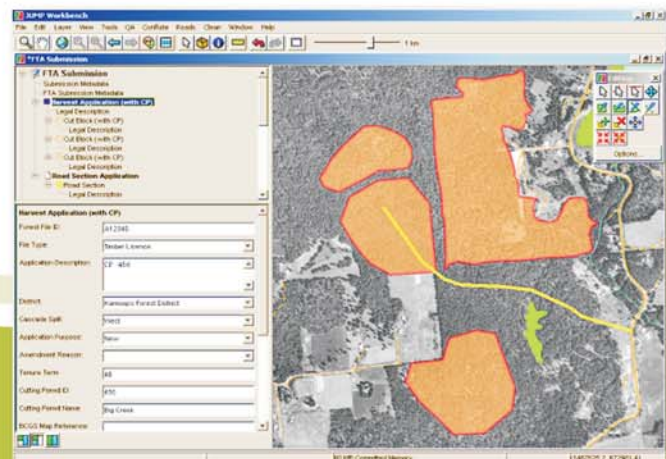 JUMP Workbench
File Edit Layer View Tools QA Conflate Roads Clean Window Help
1 km
*FTA Submission
FTA Submission
Submission Metadata
FTA Submission Metadata
Harvest Application (with CP)
Legal Description
Cut Block (with CP)
Legal Description
Cut Block (with CP)
Legal Description
Cut Block (with CP)
Legal Description
Road Section Application
Road Section
Legal Description
Options...
Harvest Application (with CP)
Forest File ID:
A12345
File Type:
Timber Licence
Application Description:
CP 456
District:
Kamloops Forest District
Cascade Split:
West
Application Purpose:
New
Amendment Reason:
Tenure Term:
48
Cutting Permit ID:
Cutting Permit Name:
Big Creek
BCGS Map Reference:
Committed Memory